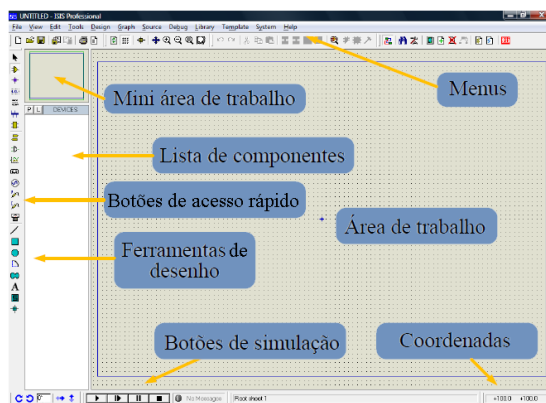 UNTITLED - ISIS Professional
File View Edit Tools Design Graph Source Debug Library Template System Help
Mini área de trabalho
Menus
P L DEVICES
Lista de componentes
Botões de acesso rápido
Área de trabalho
Ferramentas de
desenho
A
Botões de simulação
Coordenadas
No Messages
Root sheet 1
+100.0 +100.0